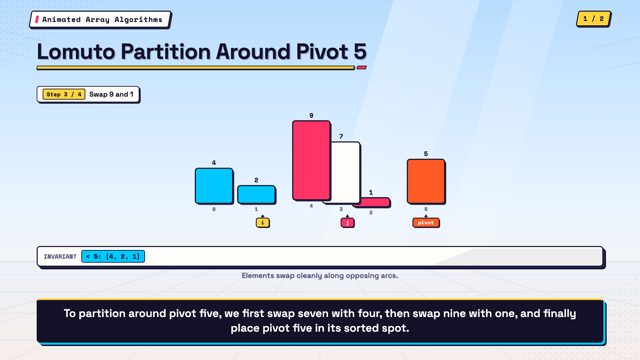 Animated Array Algorithms
1 / 2
Lomuto Partition Around Pivot 5
Step 3 / 4 Swap 9 and 1
9
7
5
4
2
1
0
1
4
3
2
5
i
j
pivot
INVARIANT < 5: [4, 2, 1]
Elements swap cleanly along opposing arcs.
To partition around pivot five, we first swap seven with four, then swap nine with one, and finally
place pivot five in its sorted spot.